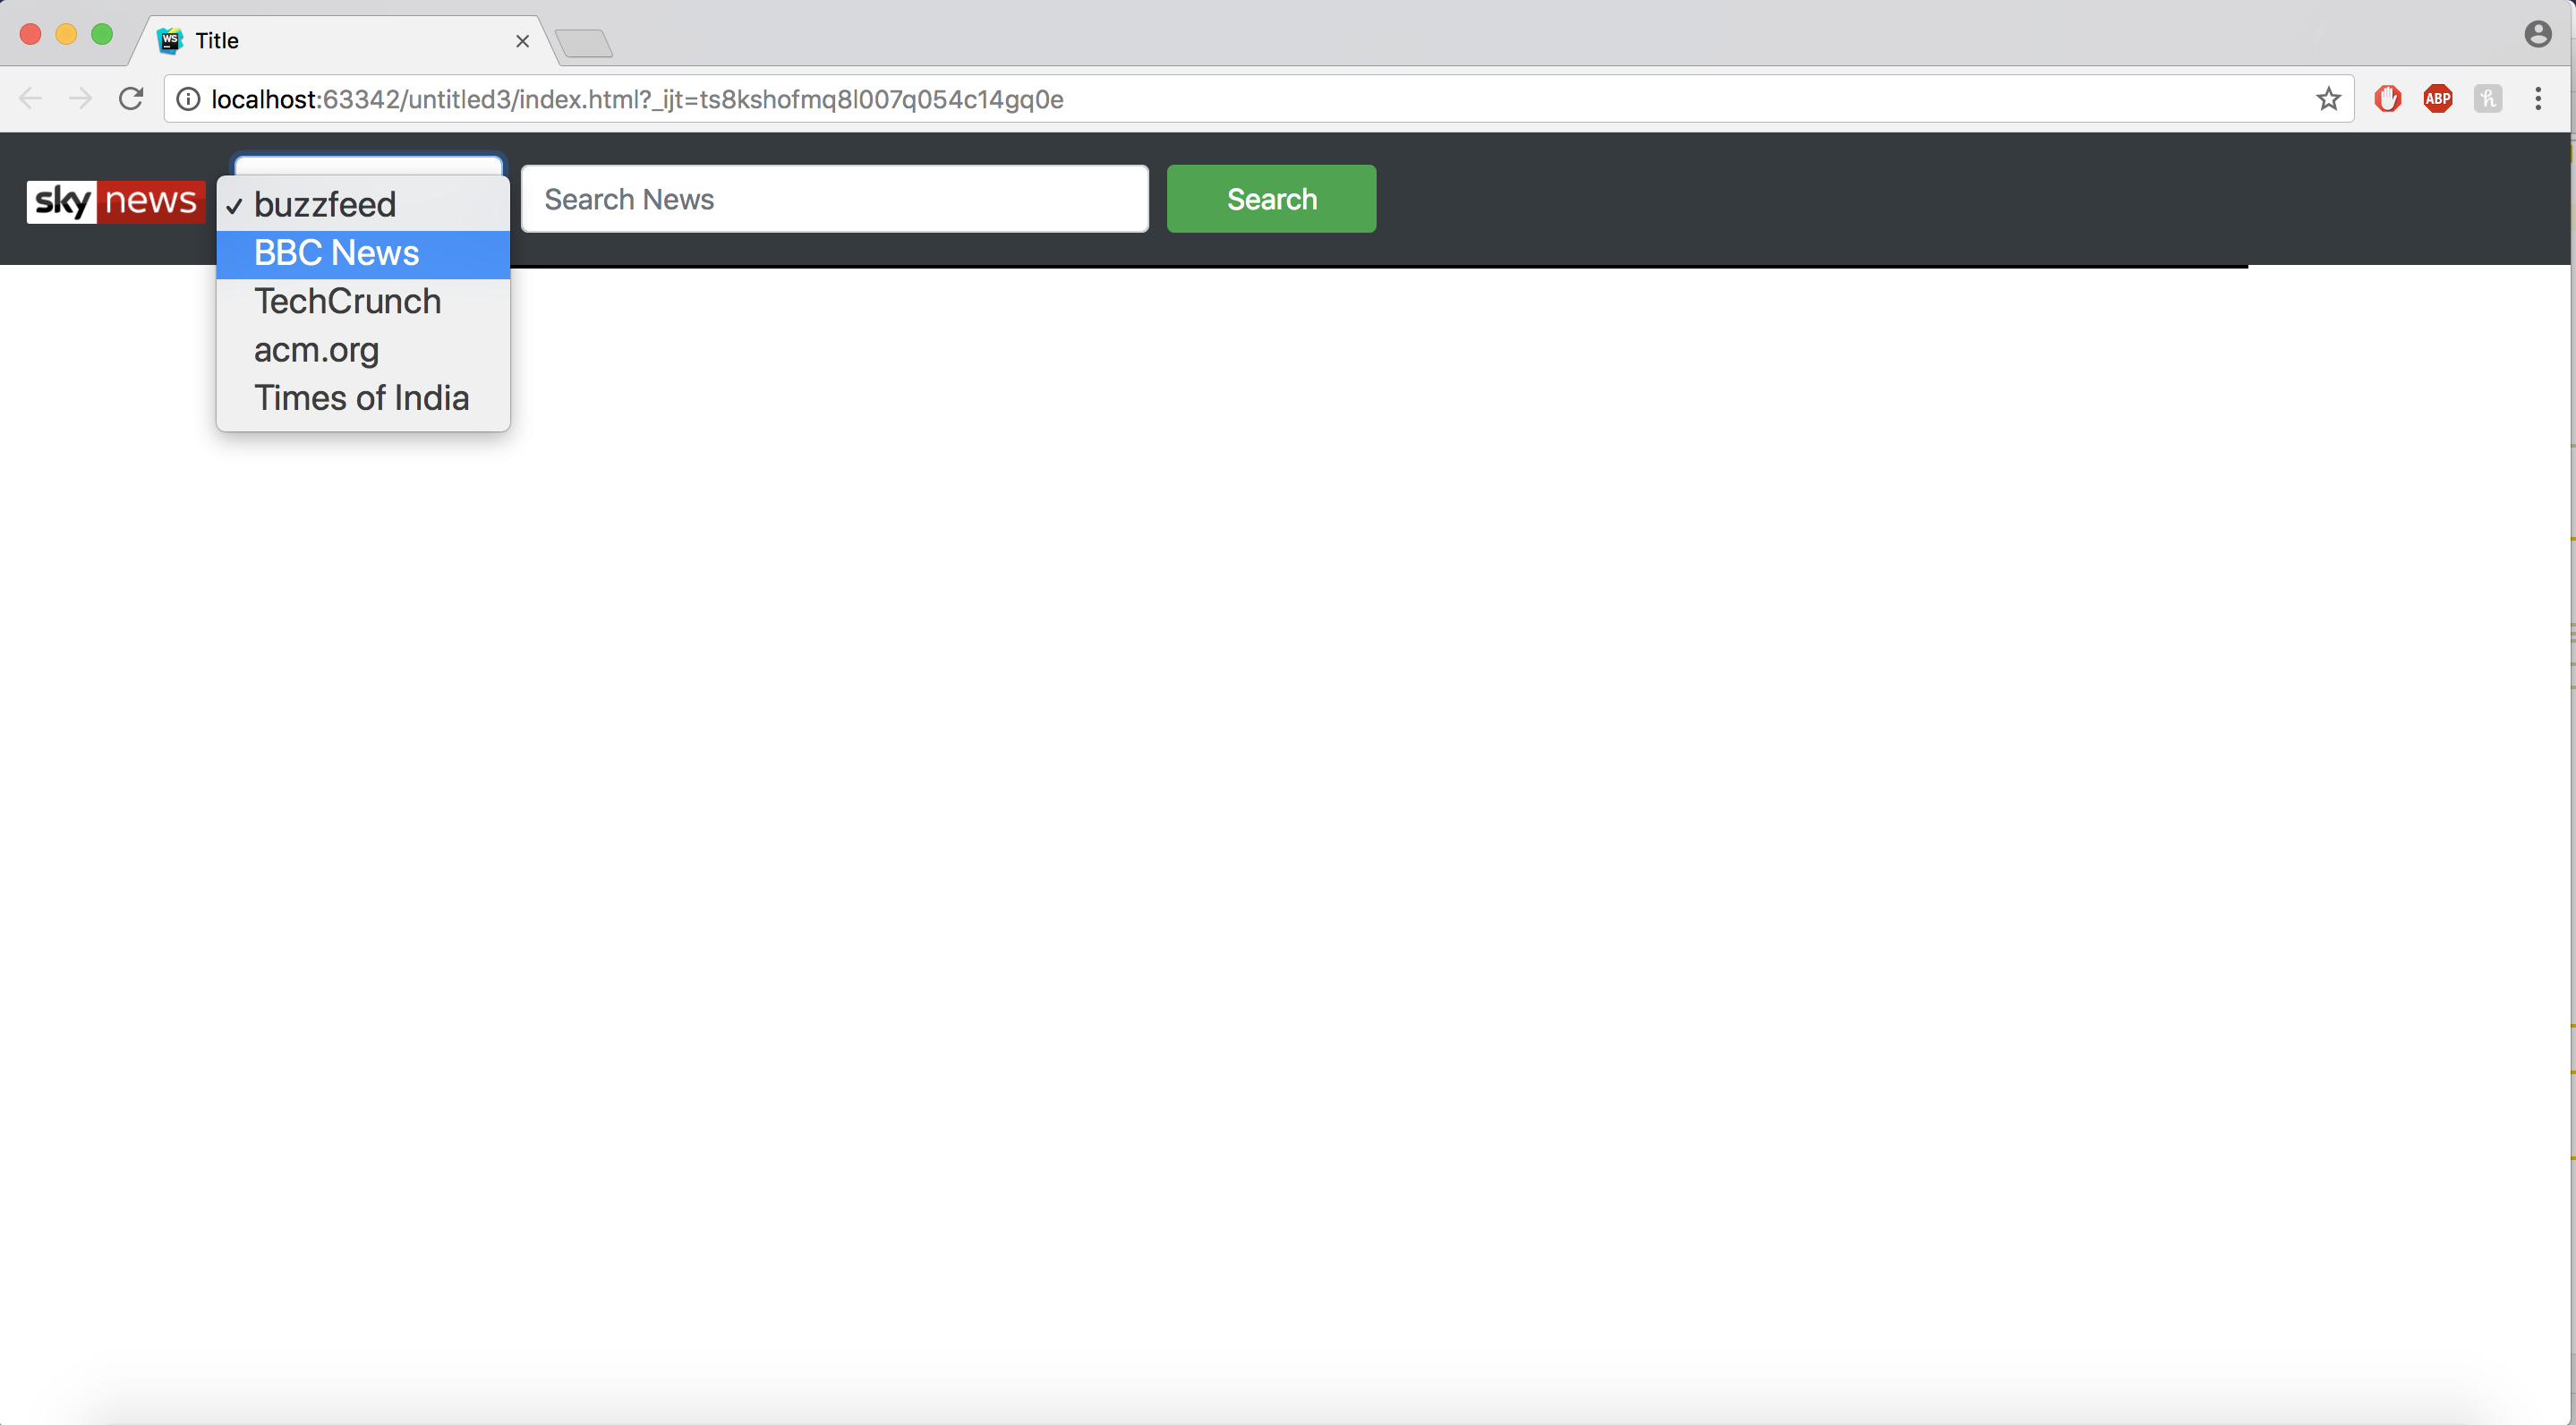 WS
Title
localhost:63342/untitled3/index.html?_ijt=ts8kshofmq8l007q054c14gq0e
ABP
sky news
✓ buzzfeed
Search News
Search
BBC News
TechCrunch
acm.org
Times of India